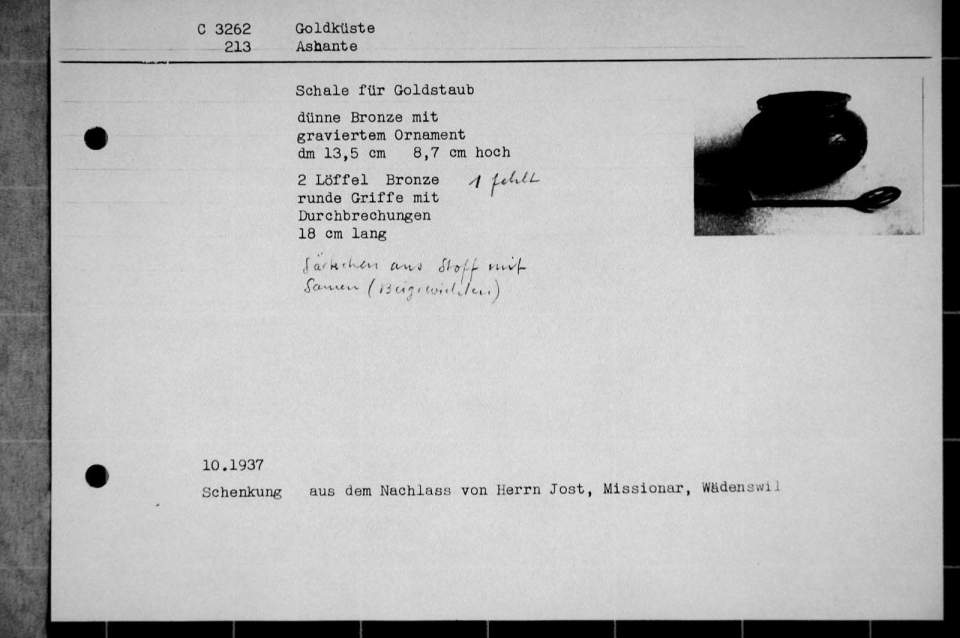 C 3262 Goldküste
213 Ashante
Schale für Goldstaub
dünne Bronze mit
graviertem Ornament
dm 13,5 cm 8,7 cm hoch
2 Löffel Bronze 1 fehlt
runde Griffe mit
Durchbrechungen
18 cm lang
Säckchen aus Stoff mit
Samen (Beigewichten)
10.1937
Schenkung aus dem Nachlass von Herrn Jost, Missionar, Wädenswil